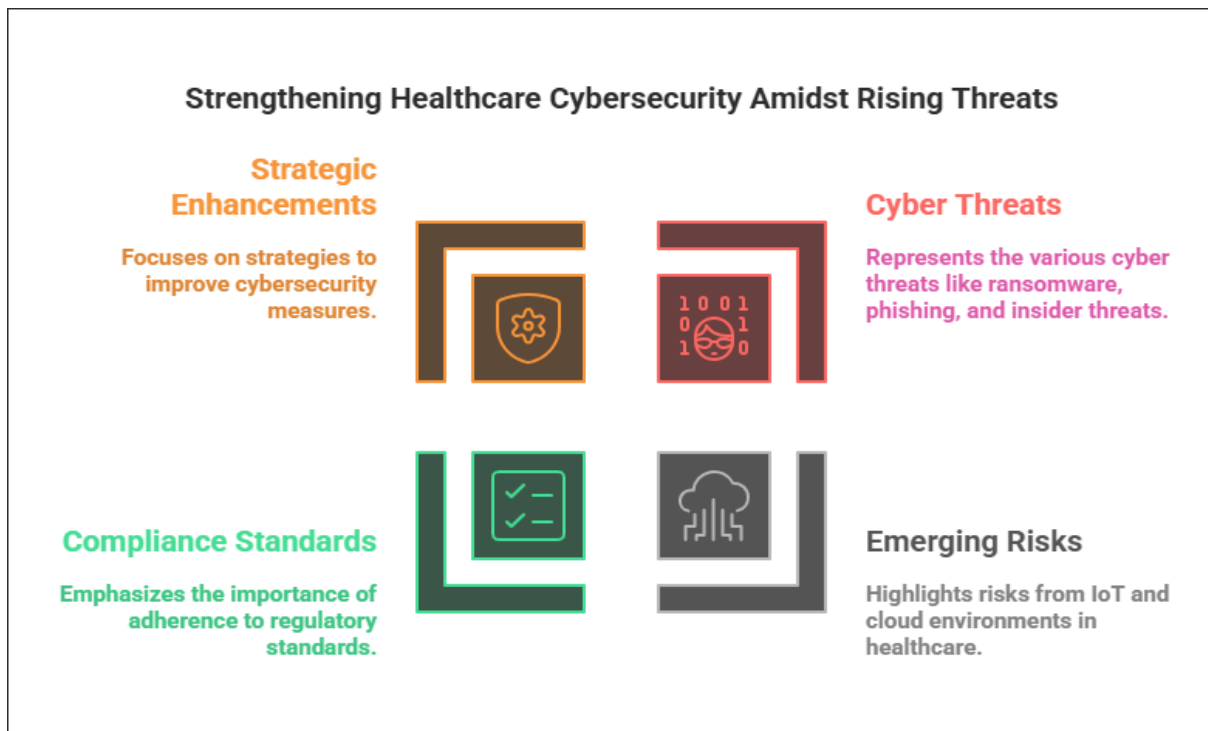 Strengthening Healthcare Cybersecurity Amidst Rising Threats
Strategic
Enhancements
Focuses on strategies to
improve cybersecurity
measures.
Cyber Threats
Represents the various cyber
threats like ransomware,
phishing, and insider threats.
1 0 0 1
0 1
1 0
Compliance Standards
Emphasizes the importance of
adherence to regulatory
standards.
Emerging Risks
Highlights risks from IoT and
cloud environments in
healthcare.